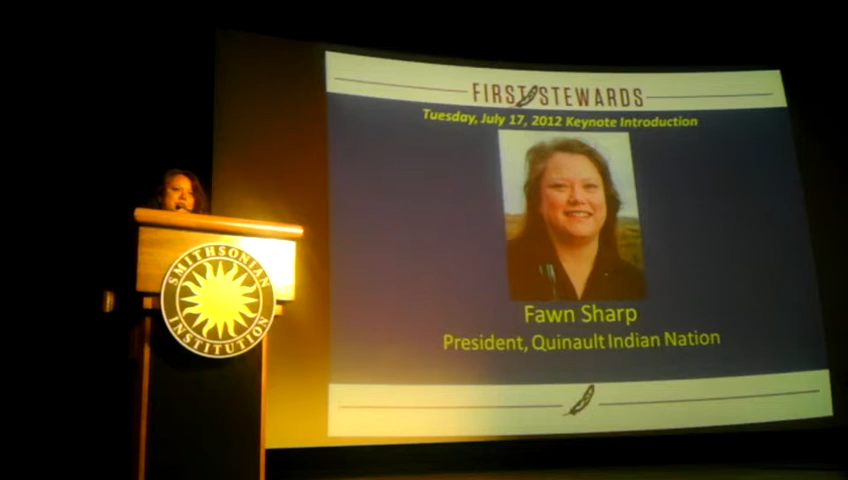 FIRST STEWARDS
Tuesday, July 17, 2012 Keynote Introduction
Fawn Sharp
President, Quinault Indian Nation
SMITHSONIAN
INSTITUTION